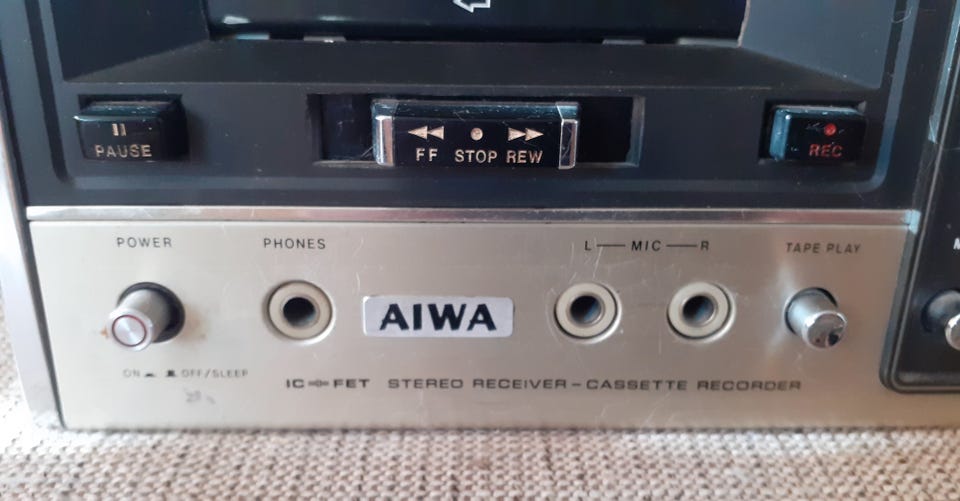 PAUSE
FF STOP REW
REC
POWER
PHONES
L MIC R
TAPE PLAY
AIWA
ON OFF/SLEEP
IC FET STEREO RECEIVER-CASSETTE RECORDER